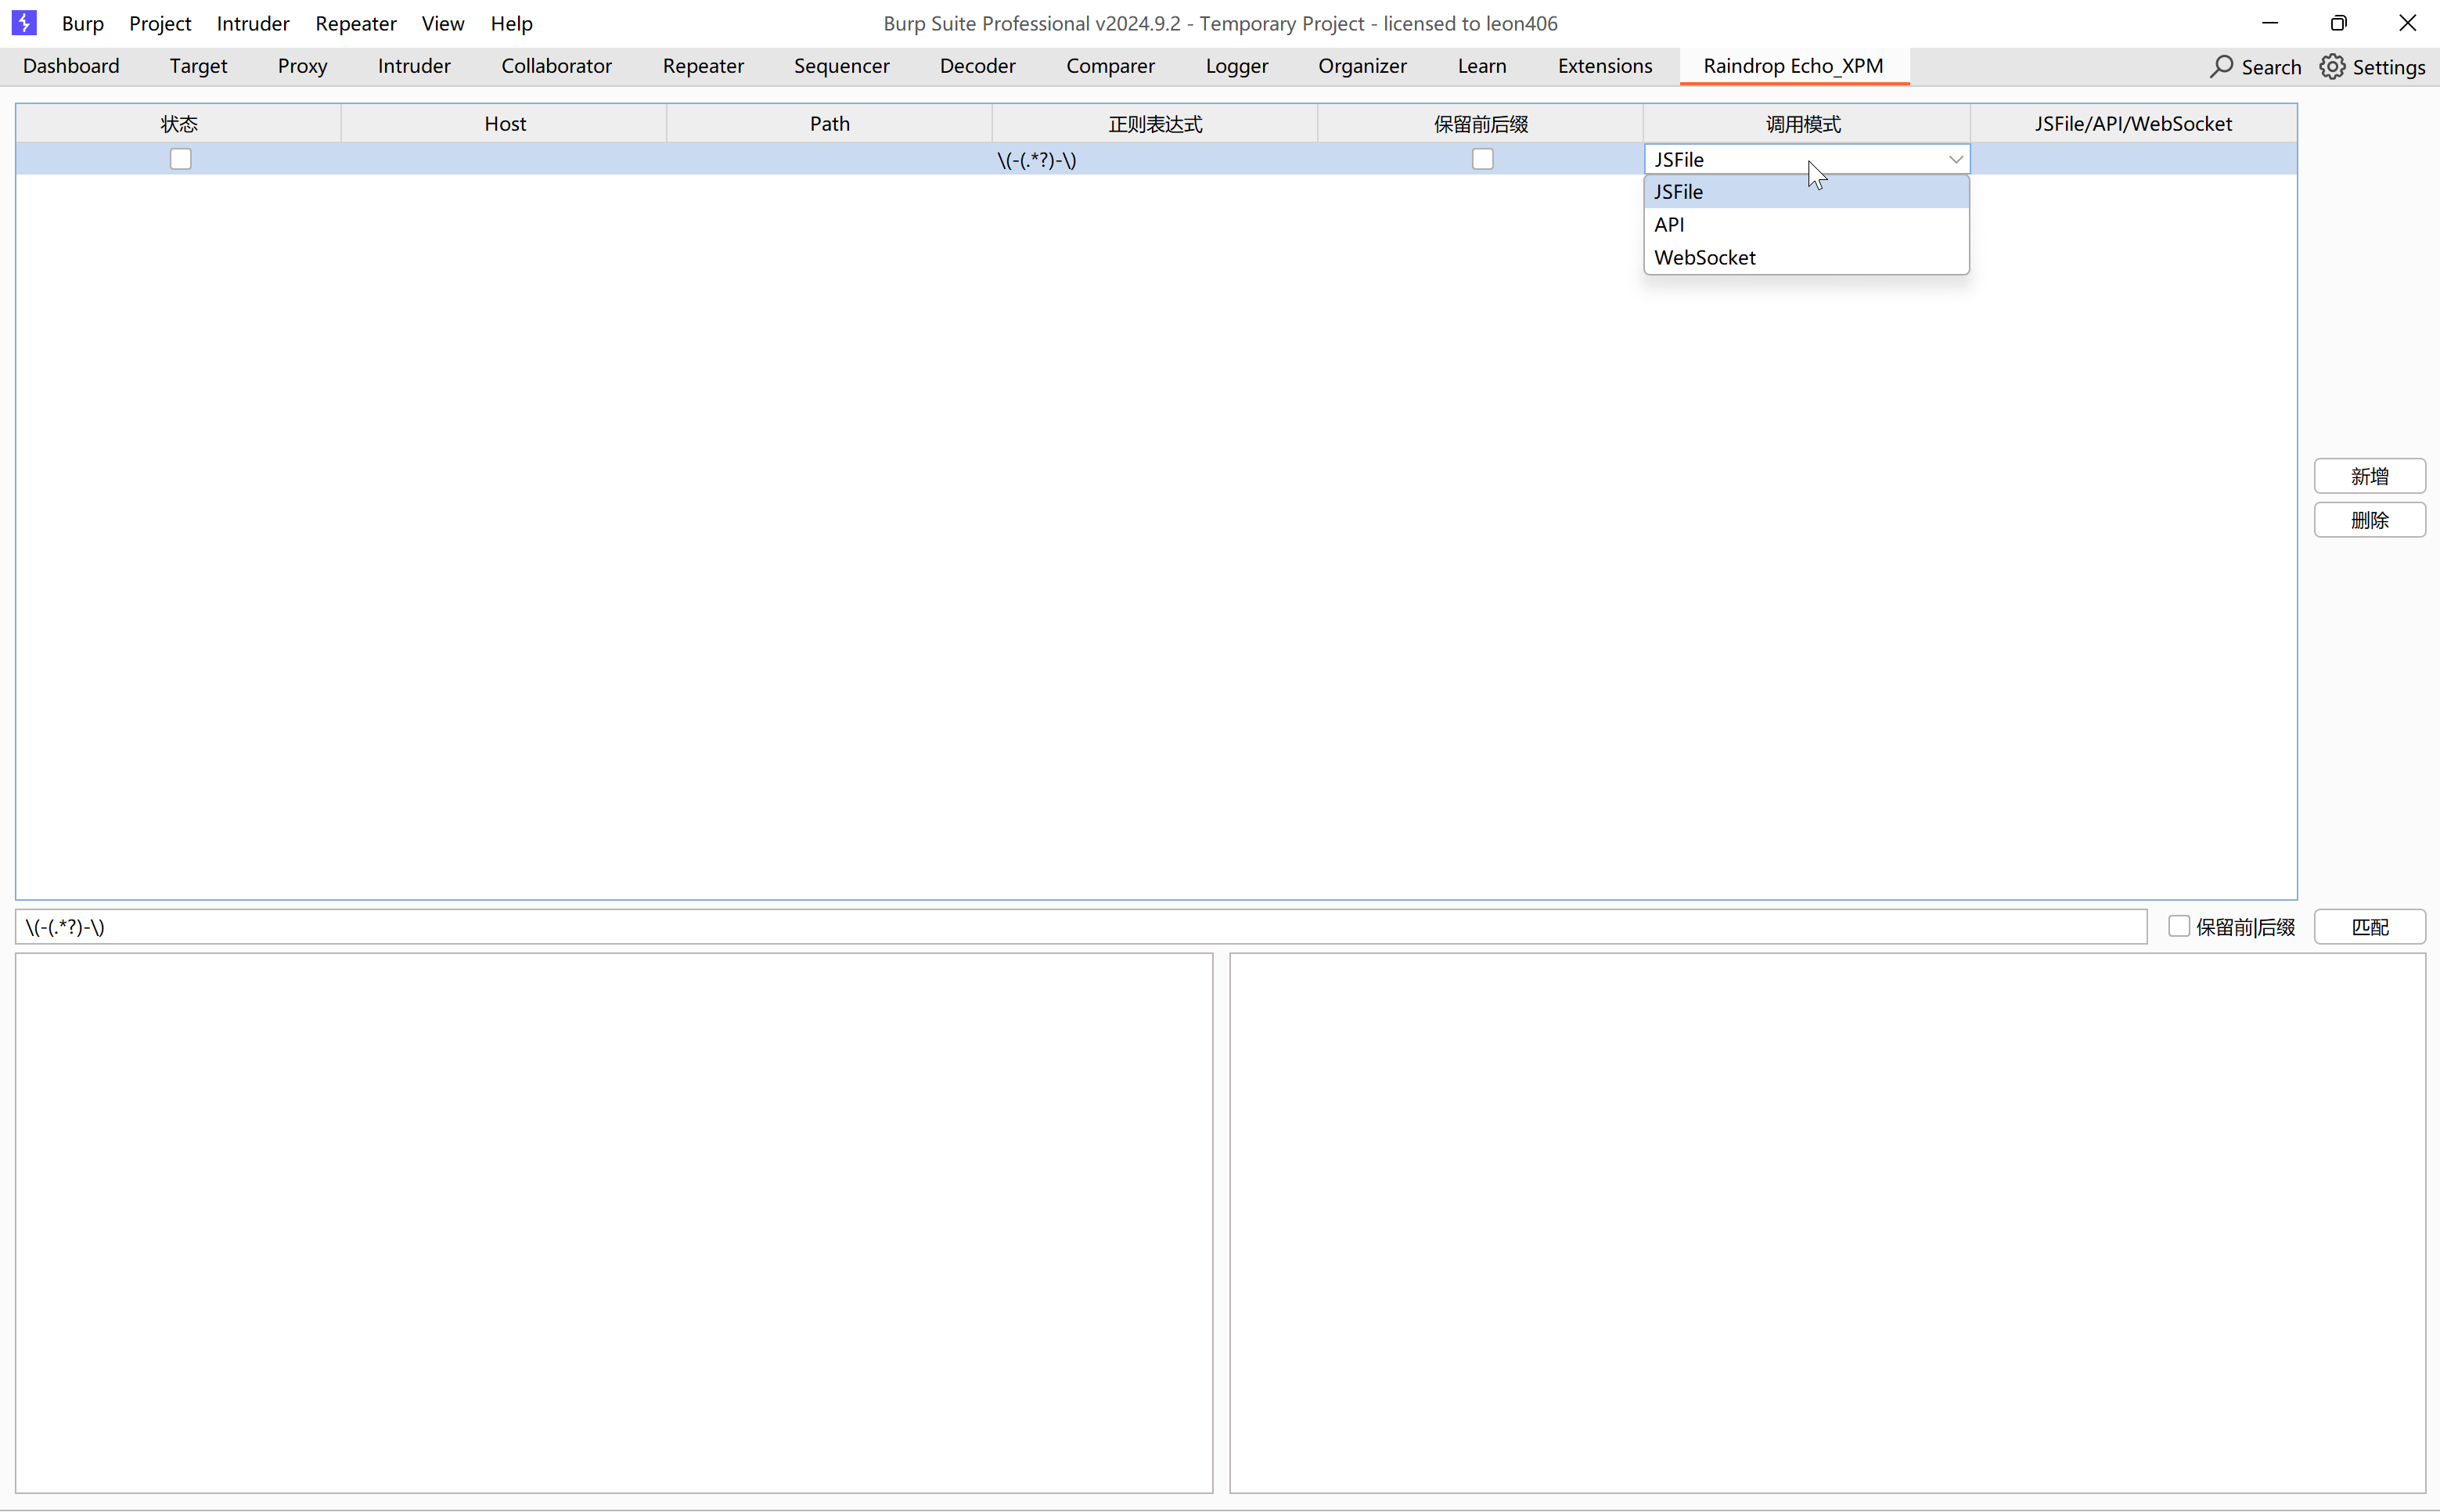 Burp Project Intruder Repeater View Help Burp Suite Professional v2024.9.2 - Temporary Project - licensed to leon406
Dashboard Target Proxy Intruder Collaborator Repeater Sequencer Decoder Comparer Logger Organizer Learn Extensions Raindrop Echo_XPM Search Settings
状态 Host Path 正则表达式 保留前后缀 调用模式 JSFile/API/WebSocket
\(-(.*?)-\) JSFile
JSFile
API
WebSocket
新增
删除
\(-(.*?)-\) 保留前|后缀 匹配